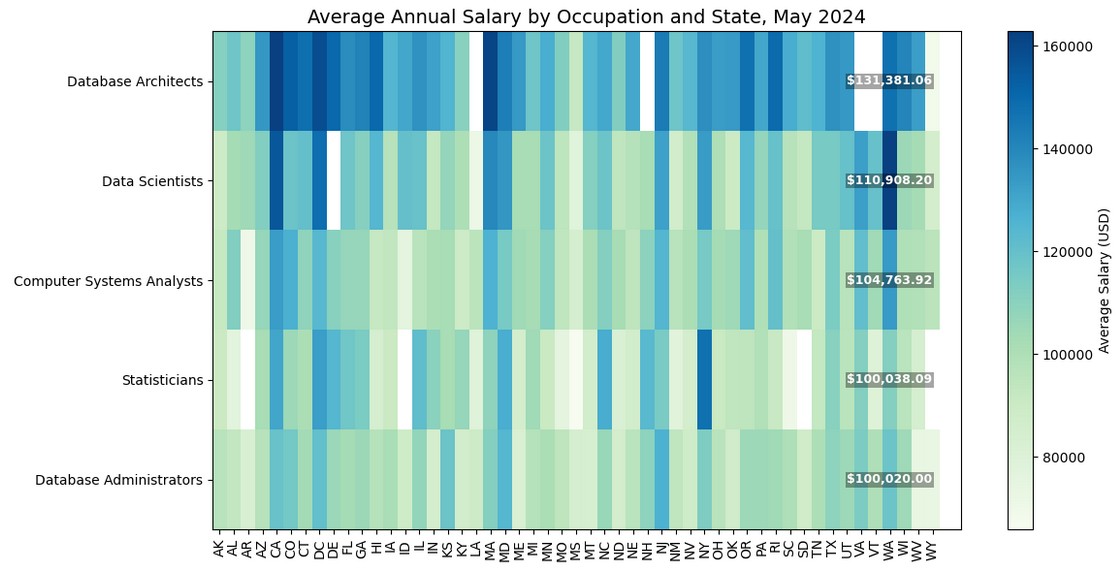 Average Annual Salary by Occupation and State, May 2024
Database Architects
$131,381.06
Data Scientists
$110,908.20
Computer Systems Analysts
$104,763.92
Statisticians
$100,038.09
Database Administrators
$100,020.00
AK AL AR AZ CA CO CT DC DE FL GA HI IA ID IL IN KS KY LA MA MD ME MI MN MO MS MT NC ND NE NH NJ NM NV NY OH OK OR PA RI SC SD TN TX UT VA VT WA WI WV WY
160000
140000
120000
100000
80000
Average Salary (USD)